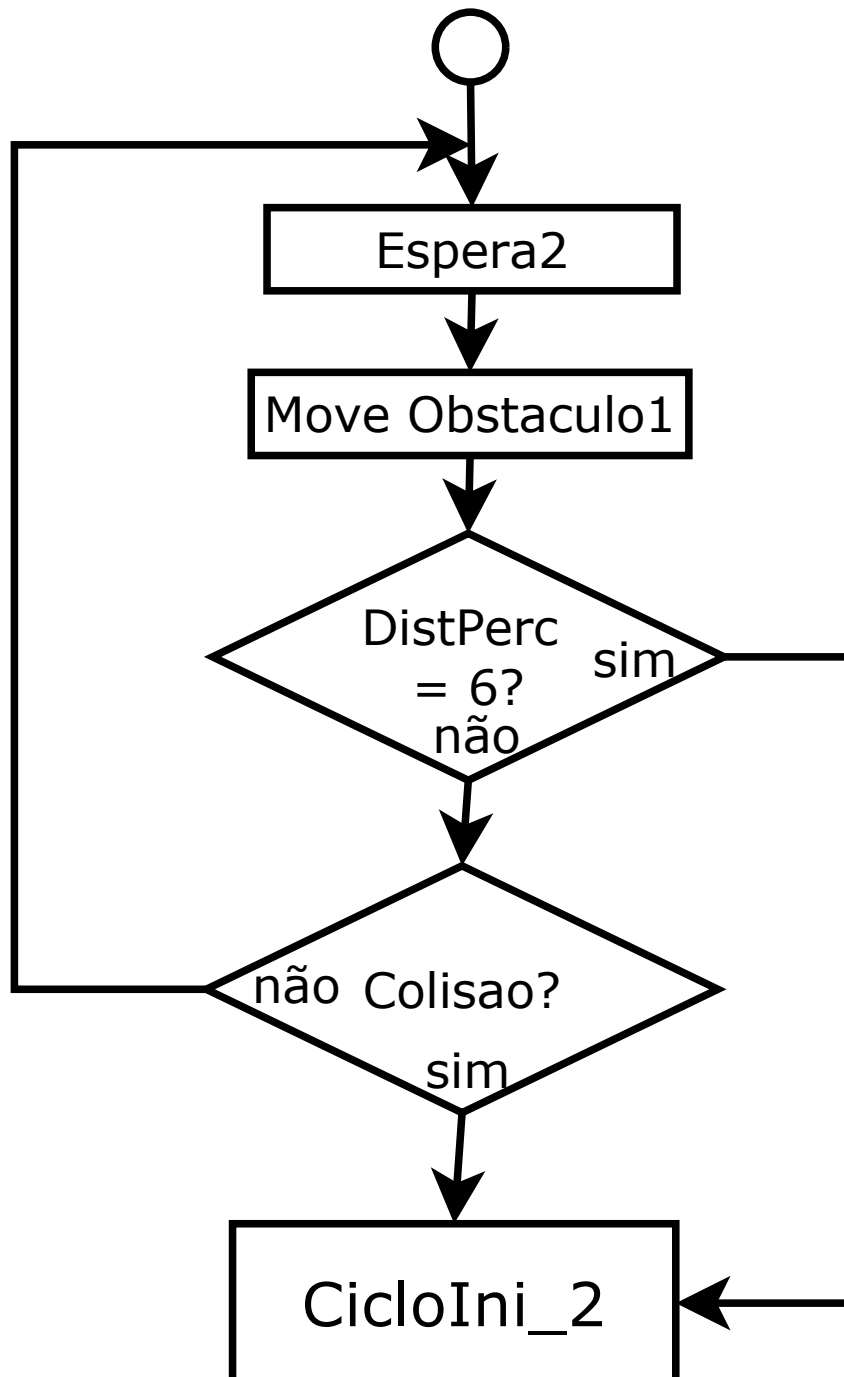 Espera2
Move Obstaculo1
DistPerc
= 6?
sim
não
não
Colisao?
sim
CicloIni_2